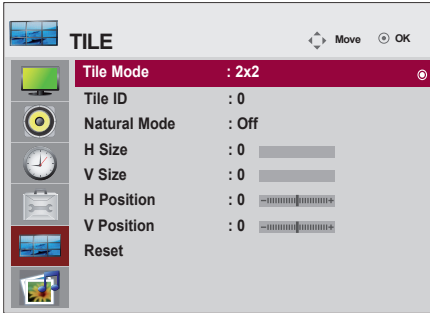 TILE Move OK
Tile Mode : 2x2
Tile ID : 0
Natural Mode : Off
H Size : 0
V Size : 0
H Position : 0 - +
V Position : 0 - +
Reset